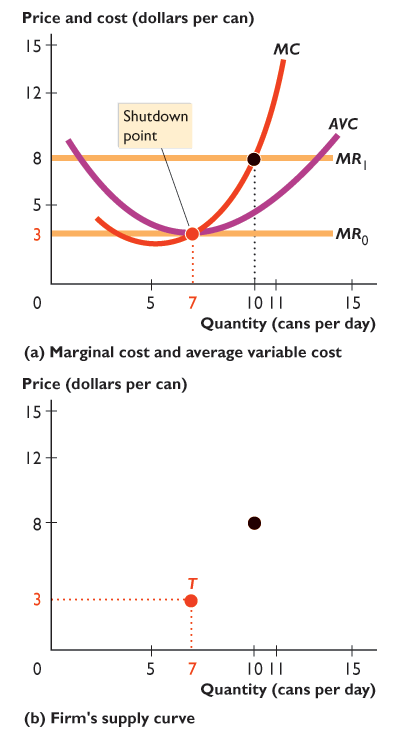 Price and cost (dollars per can)
15
MC
12
Shutdown
point
AVC
8
MR1
5
3
MR0
0
5
7
10
11
15
Quantity (cans per day)
(a) Marginal cost and average variable cost
Price (dollars per can)
15
12
8
T
3
0
5
7
10
11
15
Quantity (cans per day)
(b) Firm's supply curve